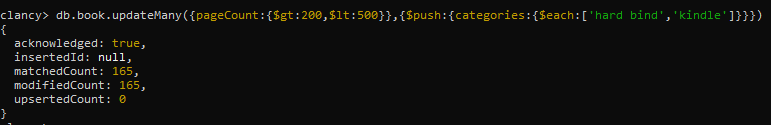 clancy> db.book.updateMany({pageCount:{$gt:200,$lt:500}},{$push:{categories:{$each:['hard bind','kindle']}}})
{
  acknowledged: true,
  insertedId: null,
  matchedCount: 165,
  modifiedCount: 165,
  upsertedCount: 0
}